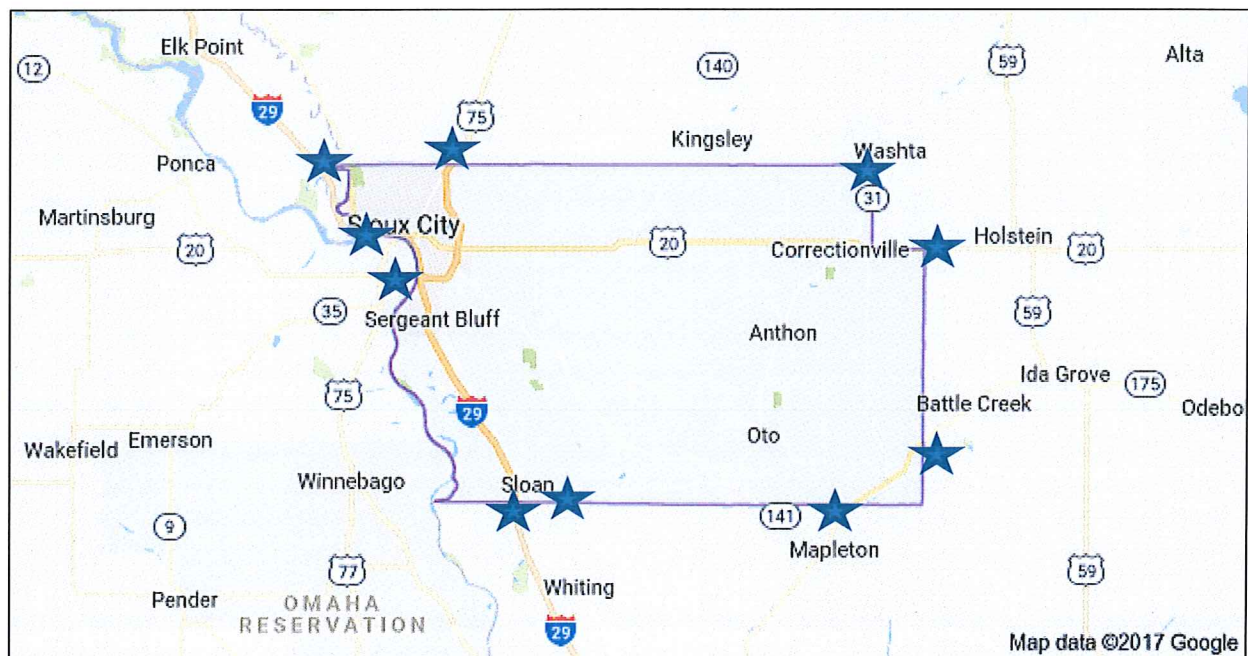 Elk Point
12
29
75
140
59
Alta
Ponca
Kingsley
Washta
31
Martinsburg
20
Sioux City
20
Correctionville
Holstein
20
35
Sergeant Bluff
Anthon
59
Ida Grove
175
75
29
Battle Creek
Odebo
Wakefield
Emerson
Oto
Winnebago
Sloan
9
141
Mapleton
77
Whiting
59
Pender
OMAHA
RESERVATION
29
Map data ©2017 Google